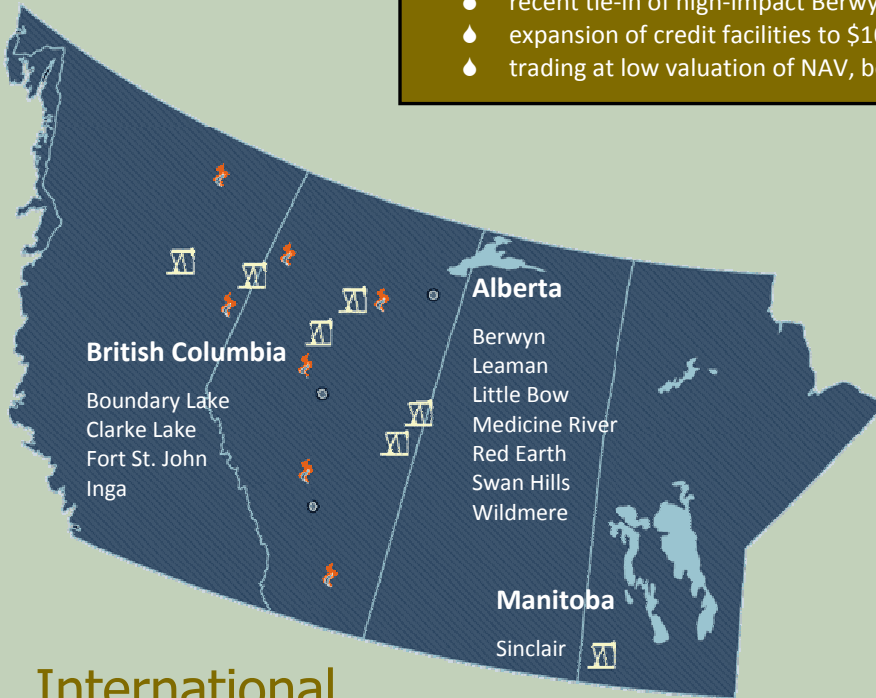 recent tie-in of high-impact
expansion of credit facilities to
trading at low valuation of NAV,
British Columbia
Boundary Lake
Clarke Lake
Fort St. John
Inga
Alberta
Berwyn
Leaman
Little Bow
Medicine River
Red Earth
Swan Hills
Wildmere
Manitoba
Sinclair
International